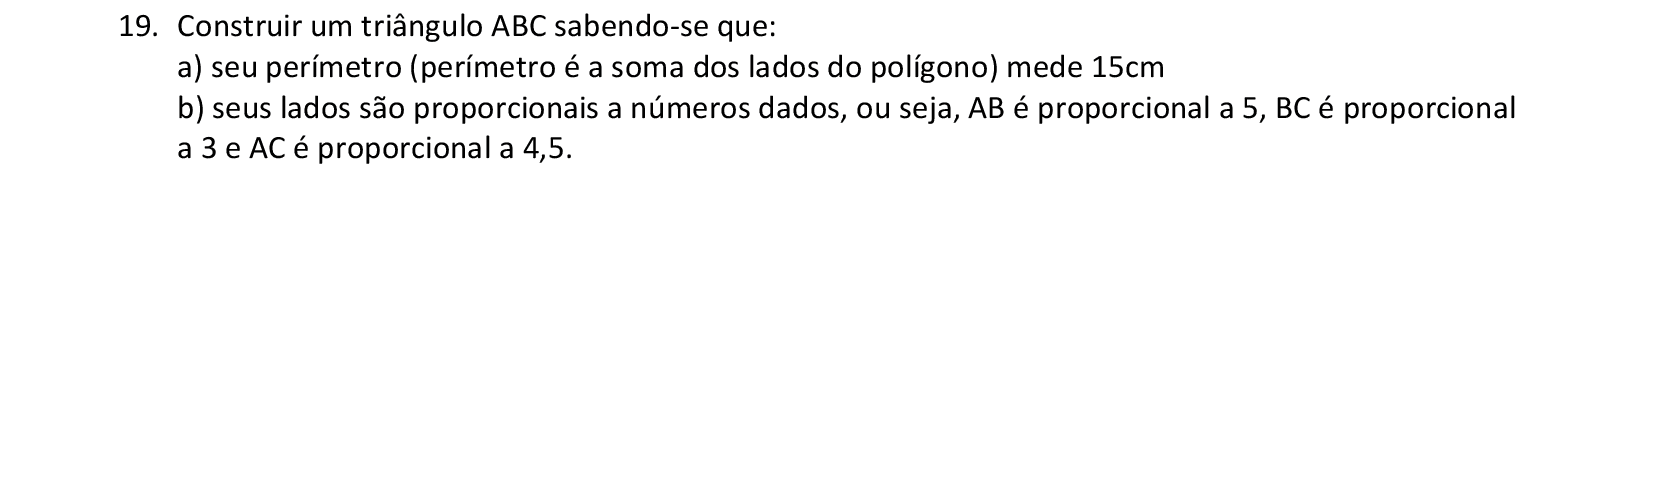 19. Construir um triângulo ABC sabendo-se que:
a) seu perímetro (perímetro é a soma dos lados do polígono) mede 15cm
b) seus lados são proporcionais a números dados, ou seja, AB é proporcional a 5, BC é proporcional
a 3 e AC é proporcional a 4,5.